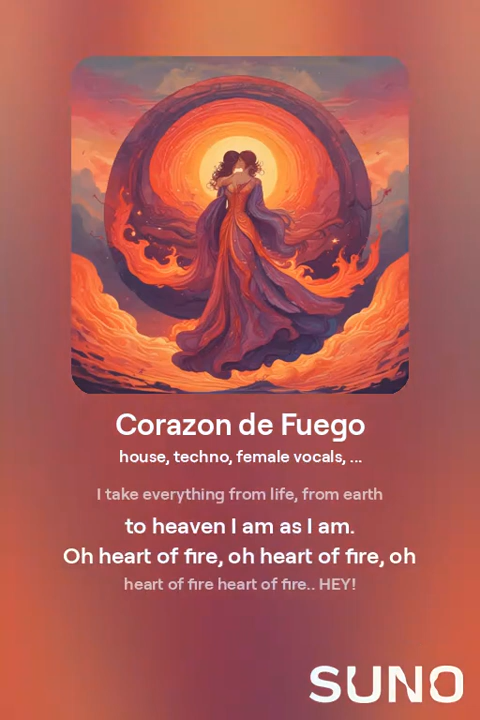 Corazon de Fuego
house, techno, female vocals, ...
I take everything from life, from earth
to heaven I am as I am.
Oh heart of fire, oh heart of fire, oh
heart of fire heart of fire.. HEY!
SUNO